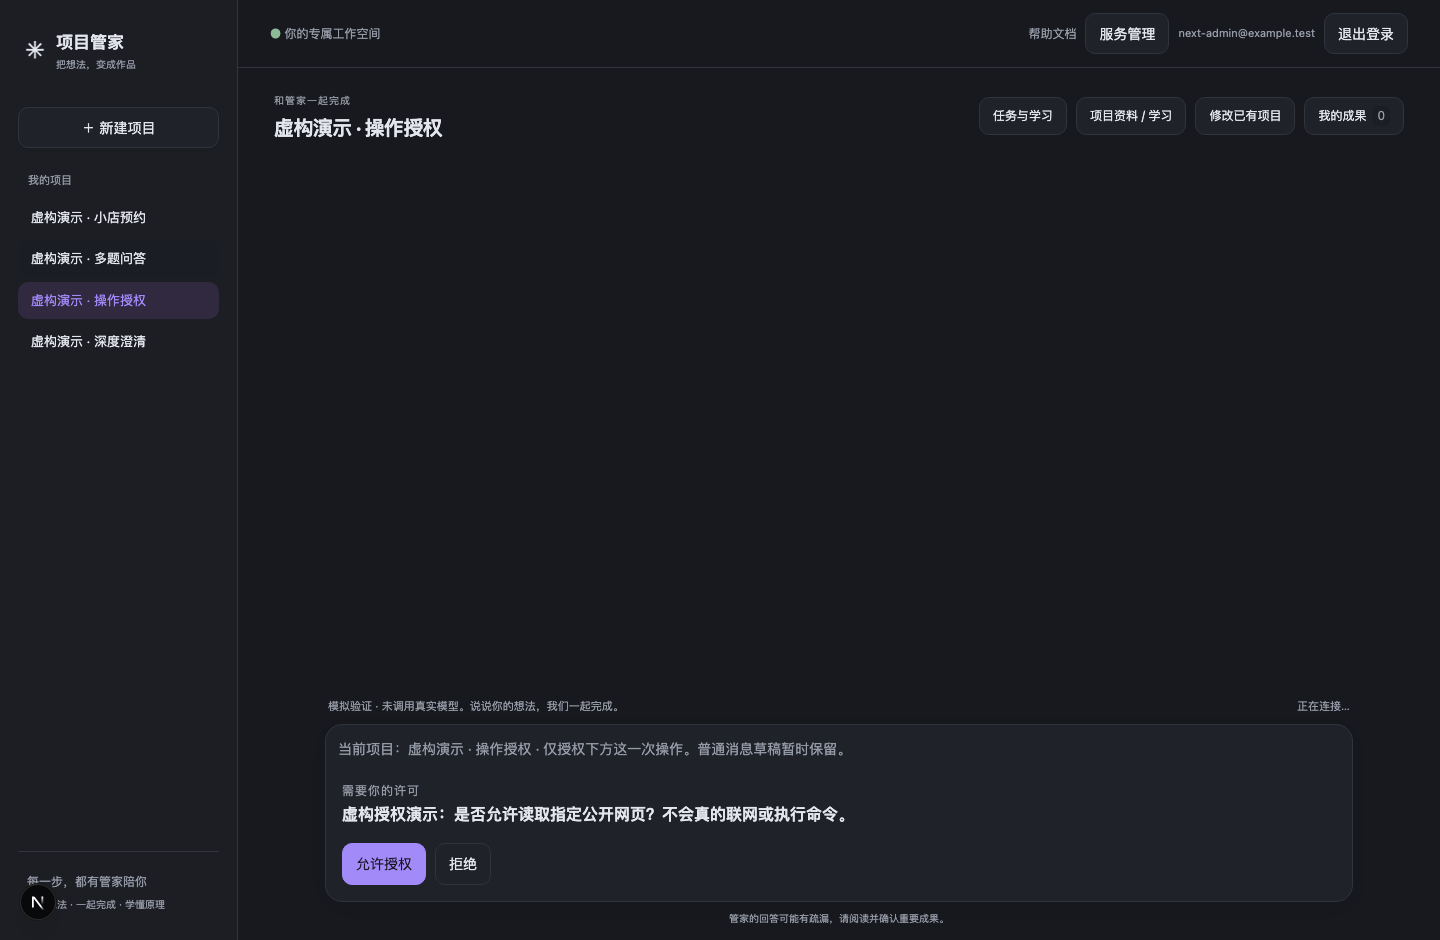 项目管家
把想法，变成作品
+ 新建项目
我的项目
虚构演示 · 小店预约
虚构演示 · 多题问答
虚构演示 · 操作授权
虚构演示 · 深度澄清
每一步，都有管家陪你
法 · 一起完成 · 学懂原理
N
你的专属工作空间
帮助文档
服务管理
next-admin@example.test
退出登录
和管家一起完成
虚构演示 · 操作授权
任务与学习
项目资料 / 学习
修改已有项目
我的成果 0
模拟验证 · 未调用真实模型。说说你的想法，我们一起完成。
正在连接...
当前项目：虚构演示 · 操作授权 · 仅授权下方这一次操作。普通消息草稿暂时保留。
需要你的许可
虚构授权演示：是否允许读取指定公开网页？不会真的联网或执行命令。
允许授权
拒绝
管家的回答可能有疏漏，请阅读并确认重要成果。